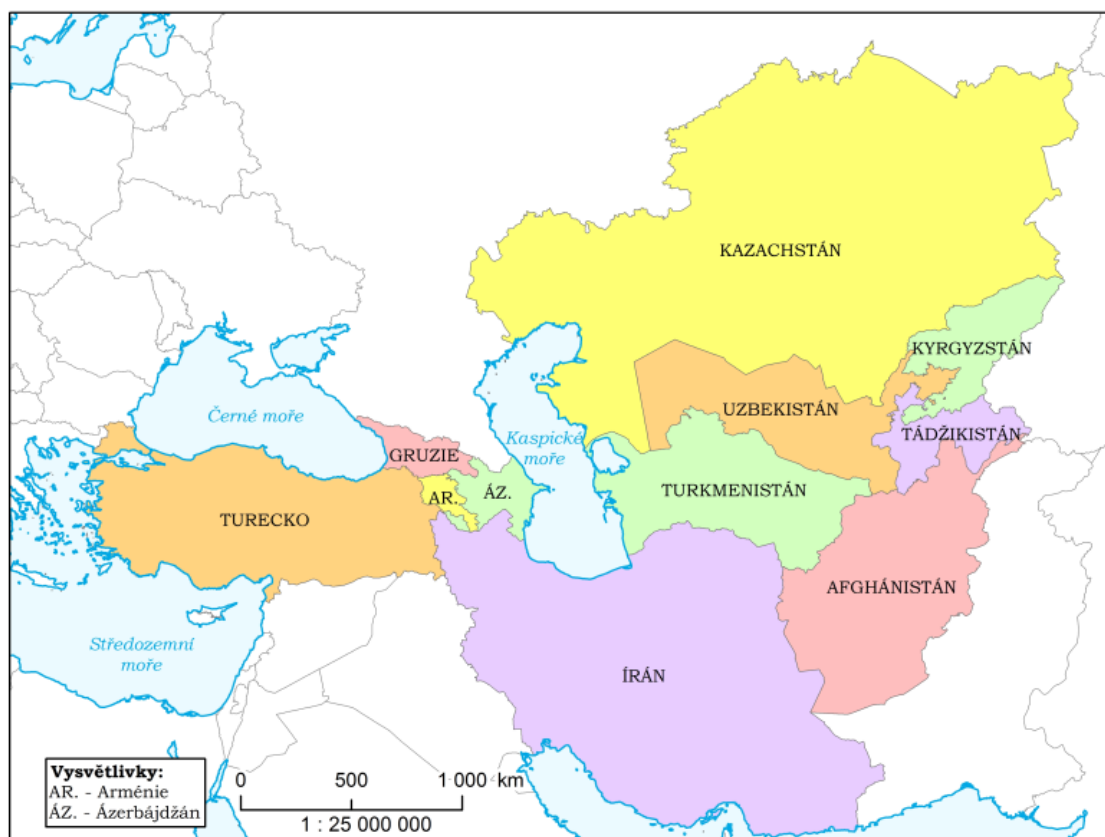 KAZACHSTÁN
KYRGYZSTÁN
UZBEKISTÁN
TÁDŽIKISTÁN
Černé moře
Kaspické
moře
GRUZIE
AR.
ÁZ.
TURKMENISTÁN
TURECKO
AFGHÁNISTÁN
Středozemní
moře
ÍRÁN
Vysvětlivky:
AR. - Arménie
ÁZ. - Ázerbájdžán
0 500 1 000 km
1 : 25 000 000